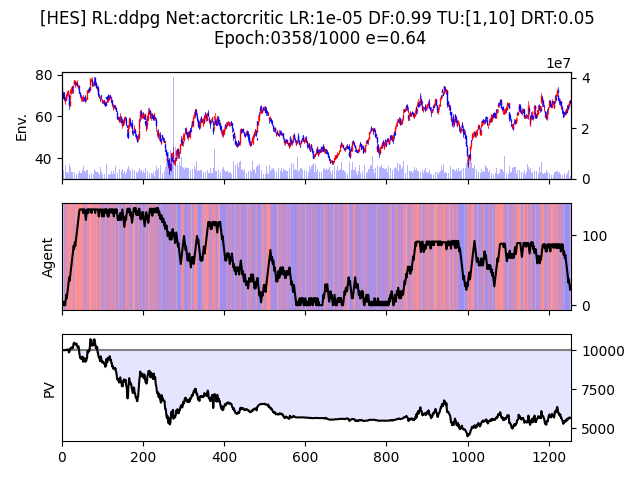 [HES] RL:ddpg Net:actorcritic LR:1e-05 DF:0.99 TU:[1,10] DRT:0.05
Epoch:0358/1000 e=0.64
1e7
80
60
40
Env.
4
2
0
Agent
100
0
PV
10000
7500
5000
0 200 400 600 800 1000 1200